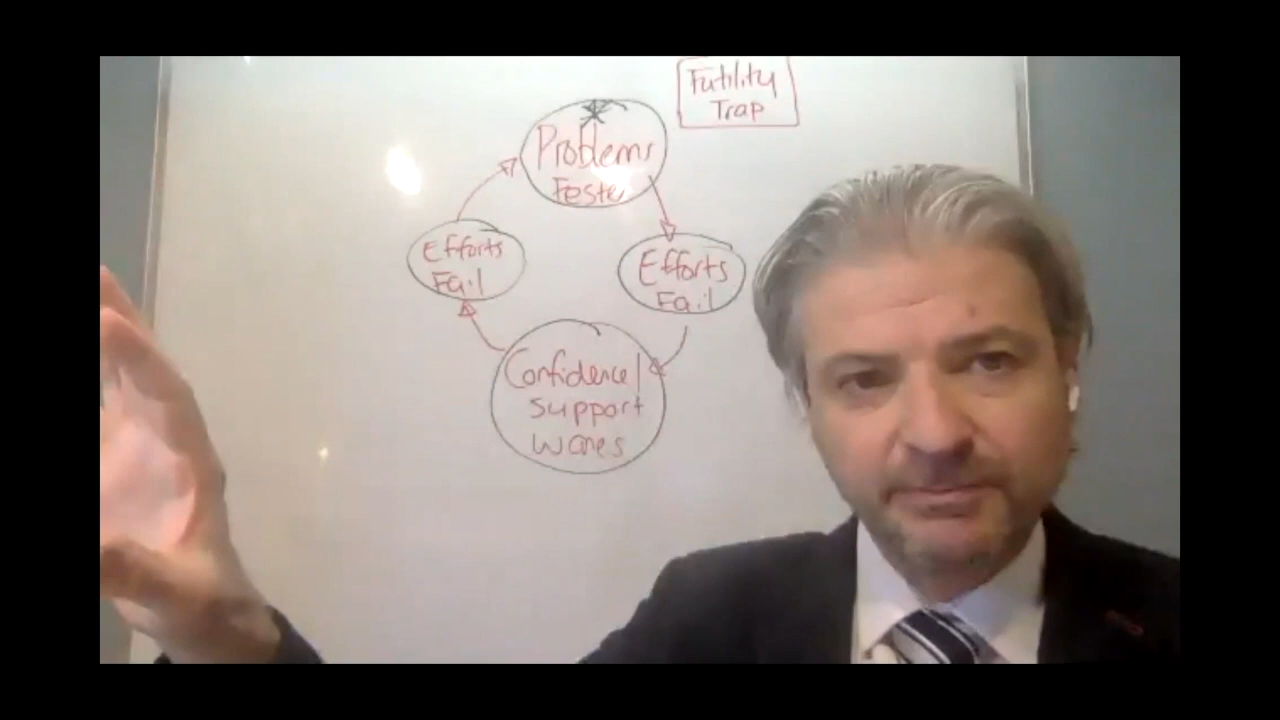 Futility
Trap
Problems
Fester
Efforts
Fail
Efforts
Fail
Confidence/
Support
Wanes